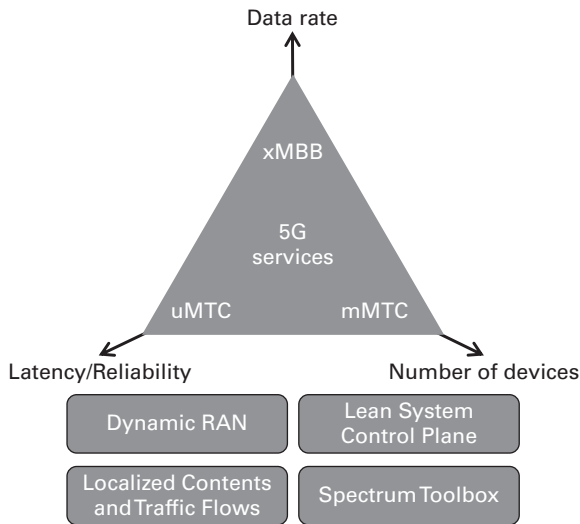 Data rate
xMBB
5G
services
uMTC
mMTC
Latency/Reliability
Number of devices
Dynamic RAN
Lean System
Control Plane
Localized Contents
and Traffic Flows
Spectrum Toolbox